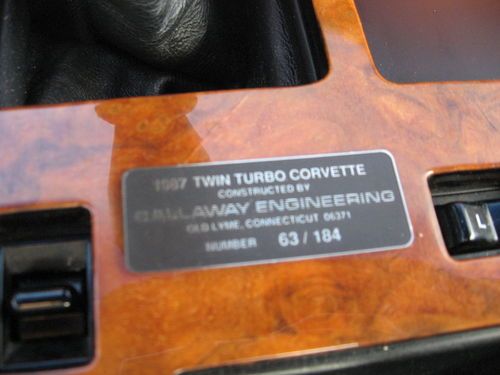 1987 TWIN TURBO CORVETTE
CONSTRUCTED BY
CALLAWAY ENGINEERING
OLD LYME, CONNECTICUT 06371
NUMBER 63 / 184